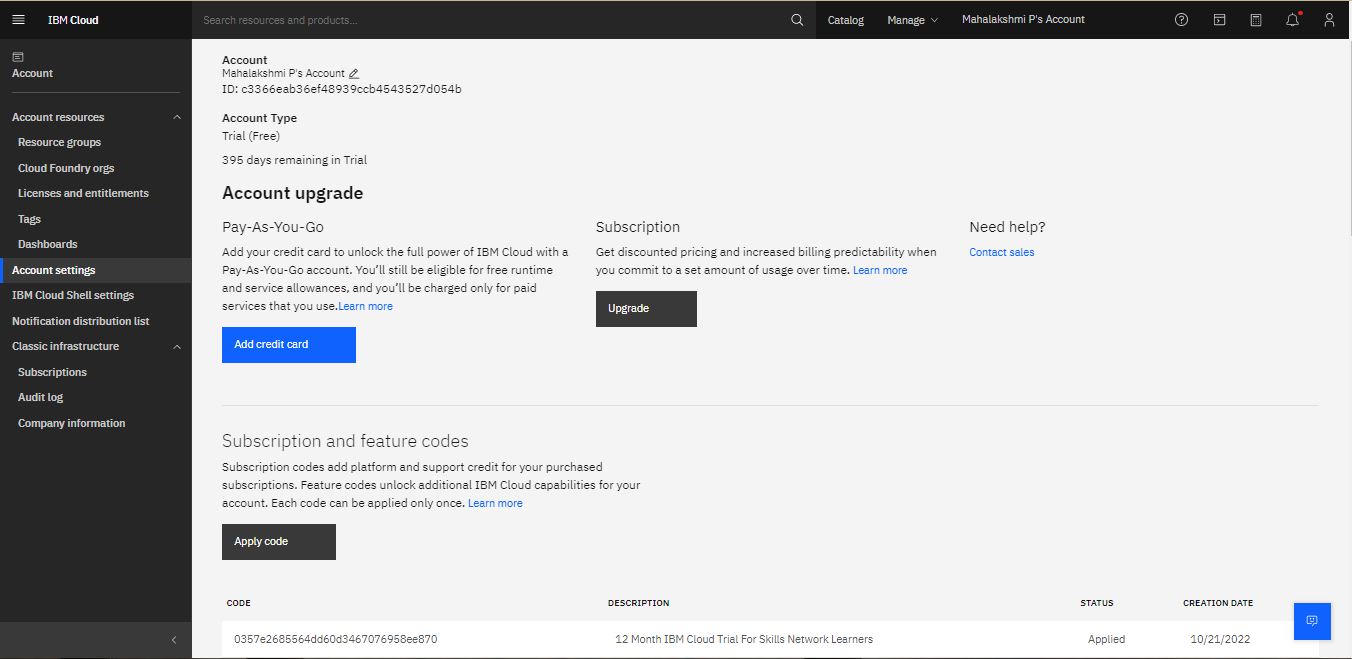 IBM Cloud
Search resources and products...
Catalog
Manage
Mahalakshmi P's Account
Account
Account resources
Resource groups
Cloud Foundry orgs
Licenses and entitlements
Tags
Dashboards
Account settings
IBM Cloud Shell settings
Notification distribution list
Classic infrastructure
Subscriptions
Audit log
Company information
Account
Mahalakshmi P's Account
ID: c3366eab36ef48939ccb4543527d054b
Account Type
Trial (Free)
395 days remaining in Trial
Account upgrade
Pay-As-You-Go
Add your credit card to unlock the full power of IBM Cloud with a
Pay-As-You-Go account. You’ll still be eligible for free runtime
and service allowances, and you’ll be charged only for paid
services that you use.Learn more
Add credit card
Subscription
Get discounted pricing and increased billing predictability when
you commit to a set amount of usage over time. Learn more
Upgrade
Need help?
Contact sales
Subscription and feature codes
Subscription codes add platform and support credit for your purchased
subscriptions. Feature codes unlock additional IBM Cloud capabilities for your
account. Each code can be applied only once. Learn more
Apply code
CODE DESCRIPTION STATUS CREATION DATE
0357e2685564dd60d3467076958ee870 12 Month IBM Cloud Trial For Skills Network Learners Applied 10/21/2022